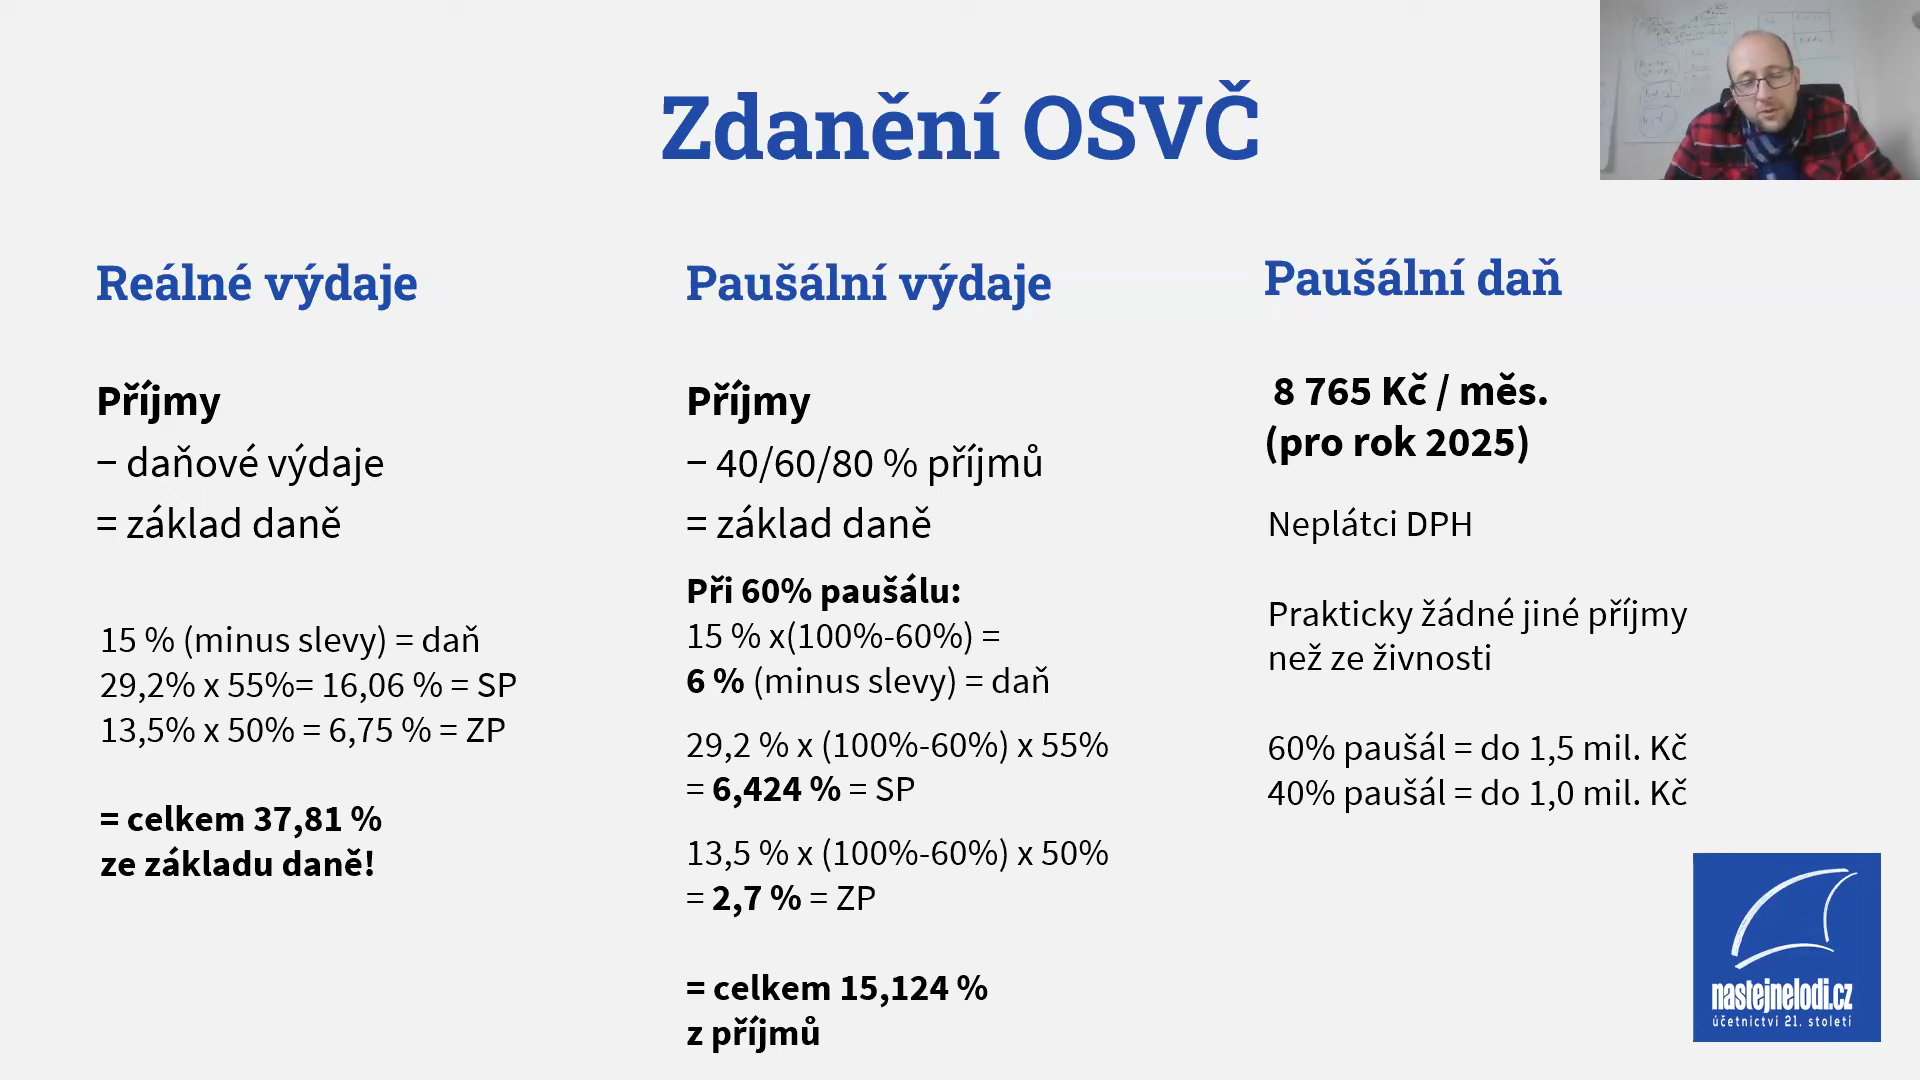 Zdanění OSVČ
Reálné výdaje
Příjmy
− daňové výdaje
= základ daně
15 % (minus slevy) = daň
29,2% x 55%= 16,06 % = SP
13,5% x 50% = 6,75 % = ZP
= celkem 37,81 %
ze základu daně!
Paušální výdaje
Příjmy
− 40/60/80 % příjmů
= základ daně
Při 60% paušálu:
15 % x(100%-60%) =
6 % (minus slevy) = daň
29,2 % x (100%-60%) x 55%
= 6,424 % = SP
13,5 % x (100%-60%) x 50%
= 2,7 % = ZP
= celkem 15,124 %
z příjmů
Paušální daň
8 765 Kč / měs.
(pro rok 2025)
Neplátci DPH
Prakticky žádné jiné příjmy
než ze živnosti
60% paušál = do 1,5 mil. Kč
40% paušál = do 1,0 mil. Kč
nastejnelodi.cz
účetnictví 21. století